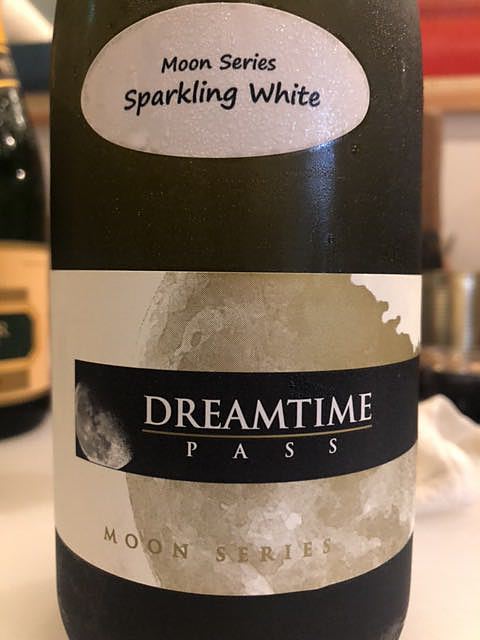 Moon Series
Sparkling White
DREAMTIME
PASS
MOON SERIES